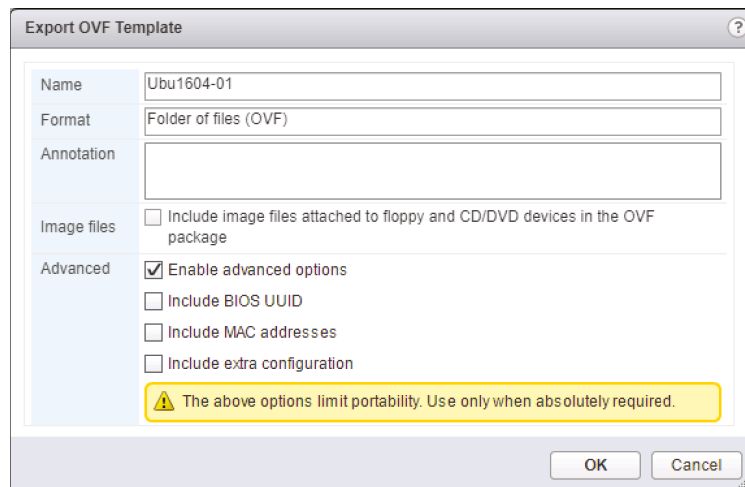 Export OVF Template
?
Name
Ubu1604-01
Format
Folder of files (OVF)
Annotation
Image files
Include image files attached to floppy and CD/DVD devices in the OVF
package
Advanced
Enable advanced options
Include BIOS UUID
Include MAC addresses
Include extra configuration
The above options limit portability. Use only when absolutely required.
OK
Cancel